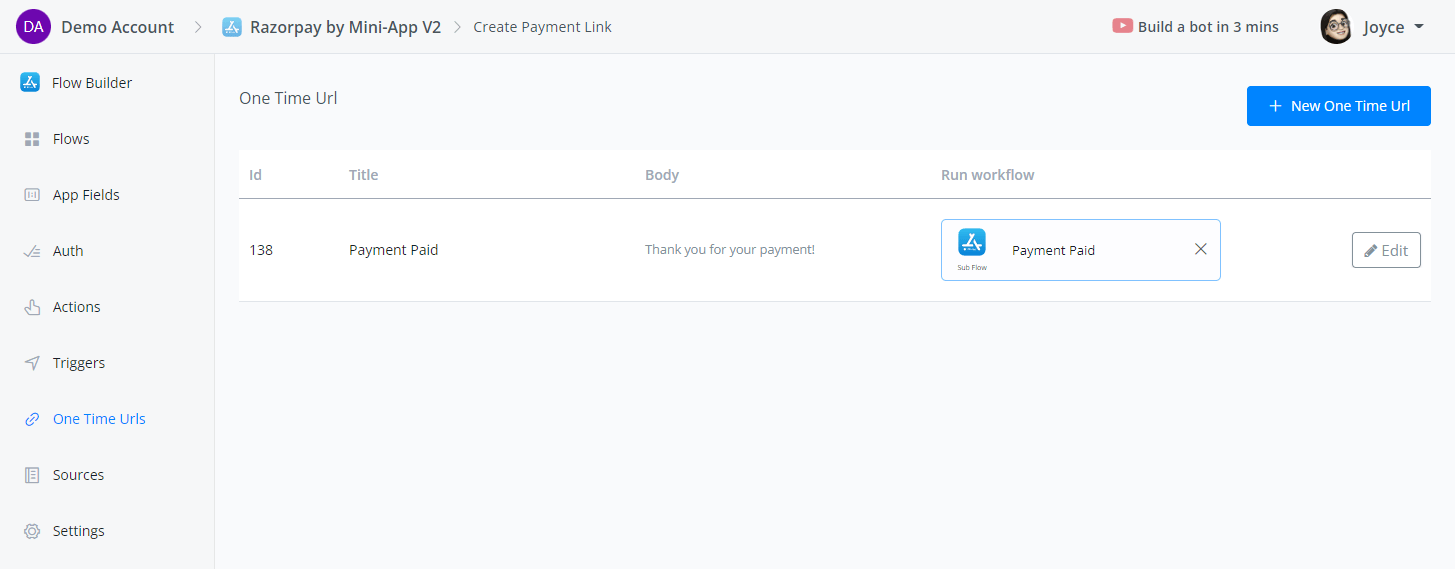 DA Demo Account Razorpay by Mini-App V2 Create Payment Link Build a bot in 3 mins Joyce
Flow Builder
Flows
App Fields
Auth
Actions
Triggers
One Time Urls
Sources
Settings
One Time Url
+ New One Time Url
Id Title Body Run workflow
138 Payment Paid Thank you for your payment! Payment Paid Edit
Sub Flow